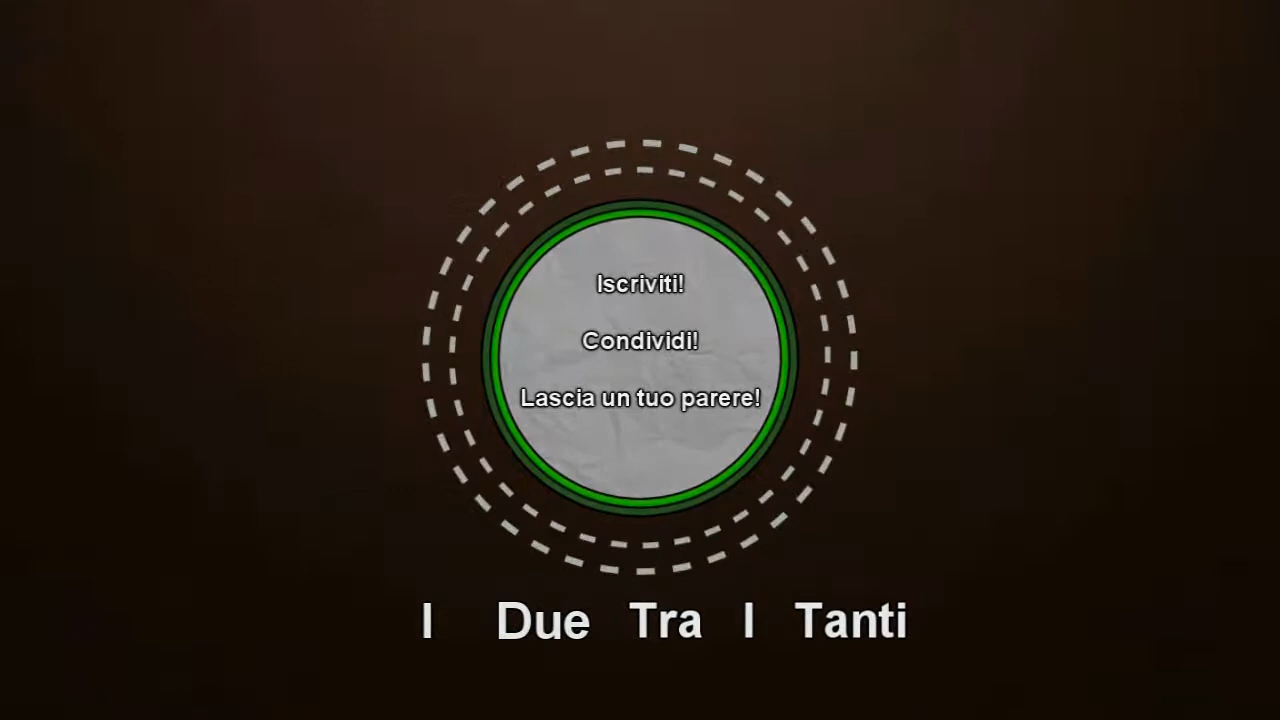 Iscriviti!
Condividi!
Lascia un tuo parere!
I Due Tra I Tanti